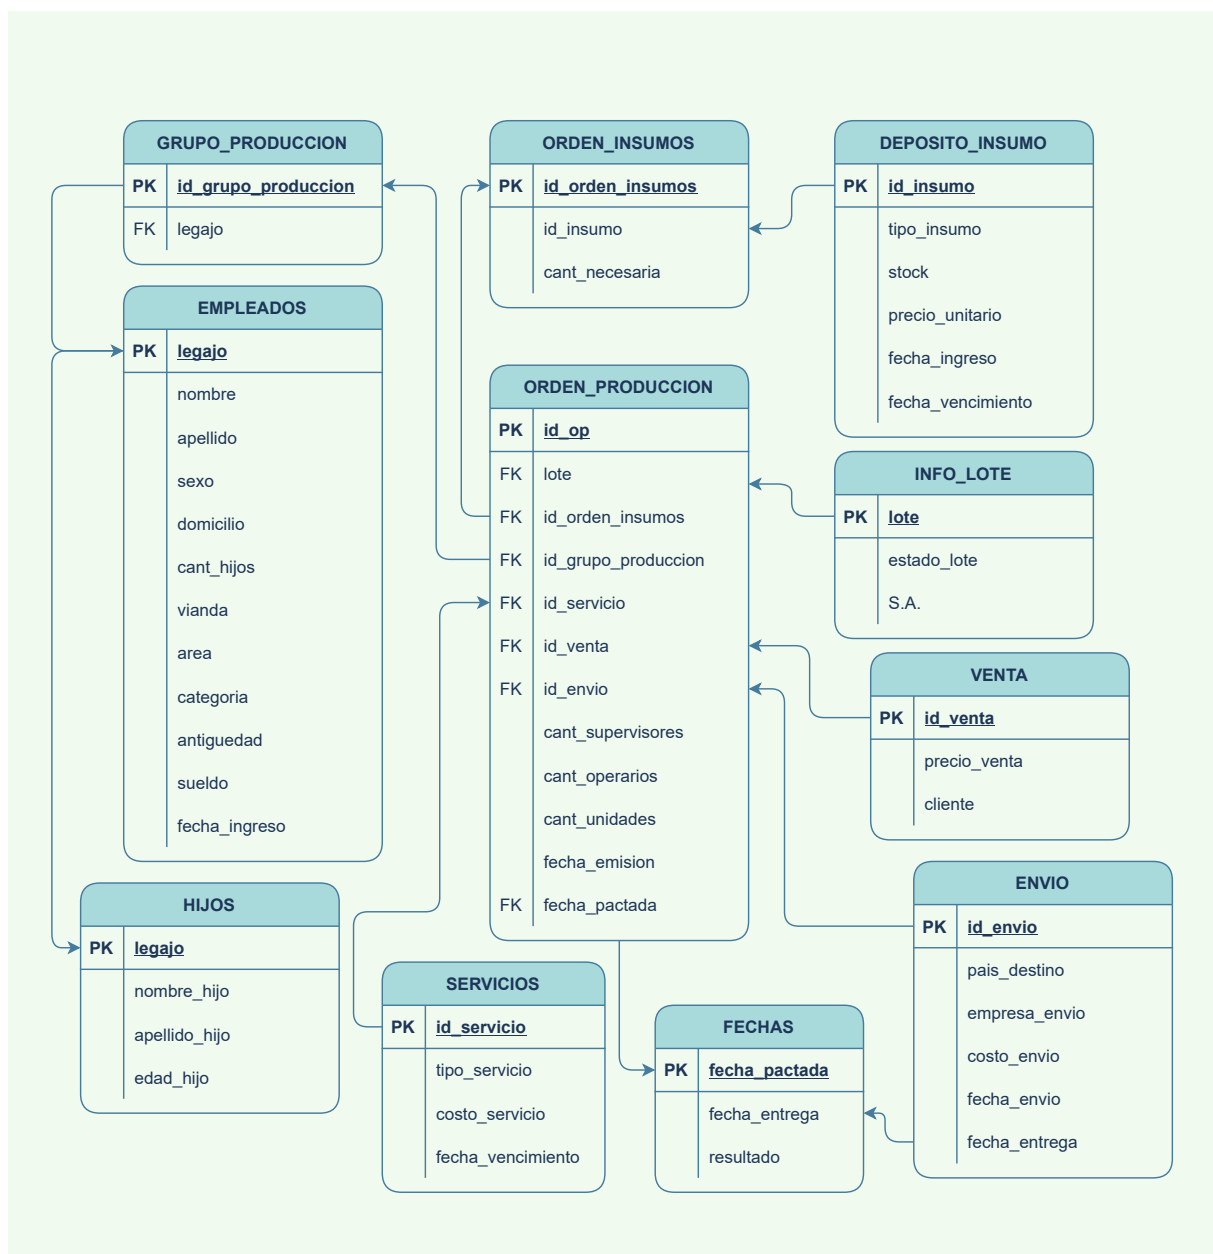 GRUPO_PRODUCCION
PK id_grupo_produccion
FK legajo
EMPLEADOS
PK legajo
nombre
apellido
sexo
domicilio
cant_hijos
vianda
area
categoria
antiguedad
sueldo
fecha_ingreso
HIJOS
PK legajo
nombre_hijo
apellido_hijo
edad_hijo
ORDEN_INSUMOS
PK id_orden_insumos
id_insumo
cant_necesaria
ORDEN_PRODUCCION
PK id_op
FK lote
FK id_orden_insumos
FK id_grupo_produccion
FK id_servicio
FK id_venta
FK id_envio
cant_supervisores
cant_operarios
cant_unidades
fecha_emision
FK fecha_pactada
SERVICIOS
PK id_servicio
tipo_servicio
costo_servicio
fecha_vencimiento
FECHAS
PK fecha_pactada
fecha_entrega
resultado
DEPOSITO_INSUMO
PK id_insumo
tipo_insumo
stock
precio_unitario
fecha_ingreso
fecha_vencimiento
INFO_LOTE
PK lote
estado_lote
S.A.
VENTA
PK id_venta
precio_venta
cliente
ENVIO
PK id_envio
pais_destino
empresa_envio
costo_envio
fecha_envio
fecha_entrega